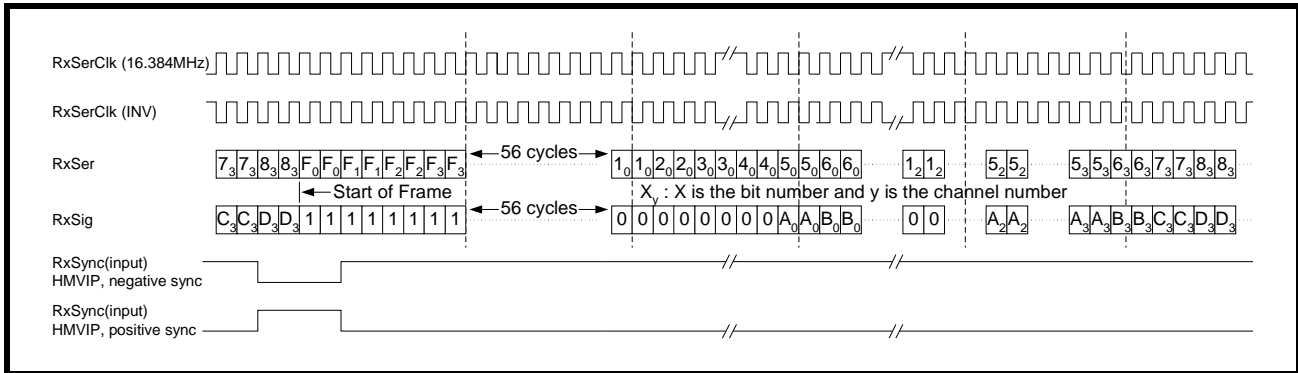 RxSerClk (16.384MHz)
RxSerClk (INV)
RxSer 7₃ 7₃ 8₃ 8₃ F₀ F₀ F₁ F₁ F₂ F₂ F₃ F₃ 56 cycles 1₀ 1₀ 2₀ 2₀ 3₀ 3₀ 4₀ 4₀ 5₀ 5₀ 6₀ 6₀ 1₂ 1₂ 5₂ 5₂ 5₃ 5₃ 6₃ 6₃ 7₃ 7₃ 8₃ 8₃
Start of Frame Xᵧ : X is the bit number and y is the channel number
RxSig C₃ C₃ D₃ D₃ 1 1 1 1 1 1 1 1 56 cycles 0 0 0 0 0 0 0 0 A₀ A₀ B₀ B₀ 0 0 A₂ A₂ A₃ A₃ B₃ B₃ C₃ C₃ D₃ D₃
RxSync(input)
HMVIP, negative sync
RxSync(input)
HMVIP, positive sync